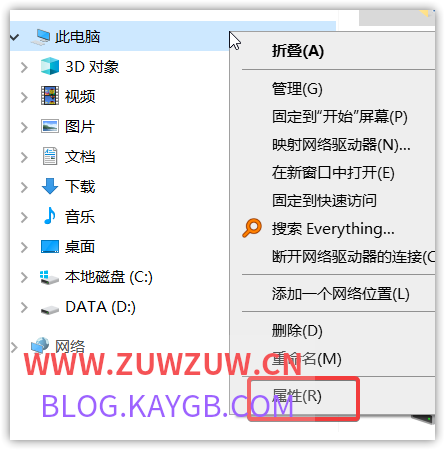 此电脑
3D 对象
视频
图片
文档
下载
音乐
桌面
本地磁盘 (C:)
DATA (D:)
网络
折叠(A)
管理(G)
固定到"开始"屏幕(P)
映射网络驱动器(N)...
在新窗口中打开(E)
固定到快速访问
搜索 Everything...
断开网络驱动器的连接(C
添加一个网络位置(L)
删除(D)
重命名(M)
属性(R)
WWW.ZUWZUW.CN
BLOG.KAYGB.COM